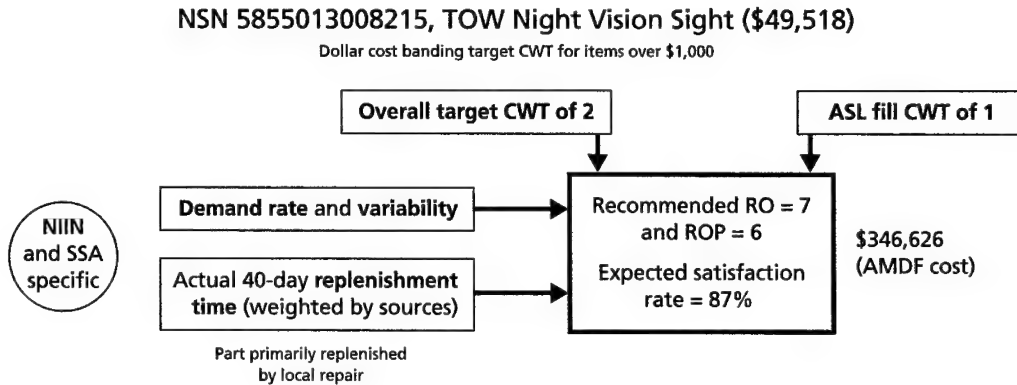 NSN 5855013008215, TOW Night Vision Sight ($49,518)
Dollar cost banding target CWT for items over $1,000
Overall target CWT of 2
ASL fill CWT of 1
NIIN
and SSA
specific
Demand rate and variability
Actual 40-day replenishment
time (weighted by sources)
Part primarily replenished
by local repair
Recommended RO = 7
and ROP = 6
Expected satisfaction
rate = 87%
$346,626
(AMDF cost)